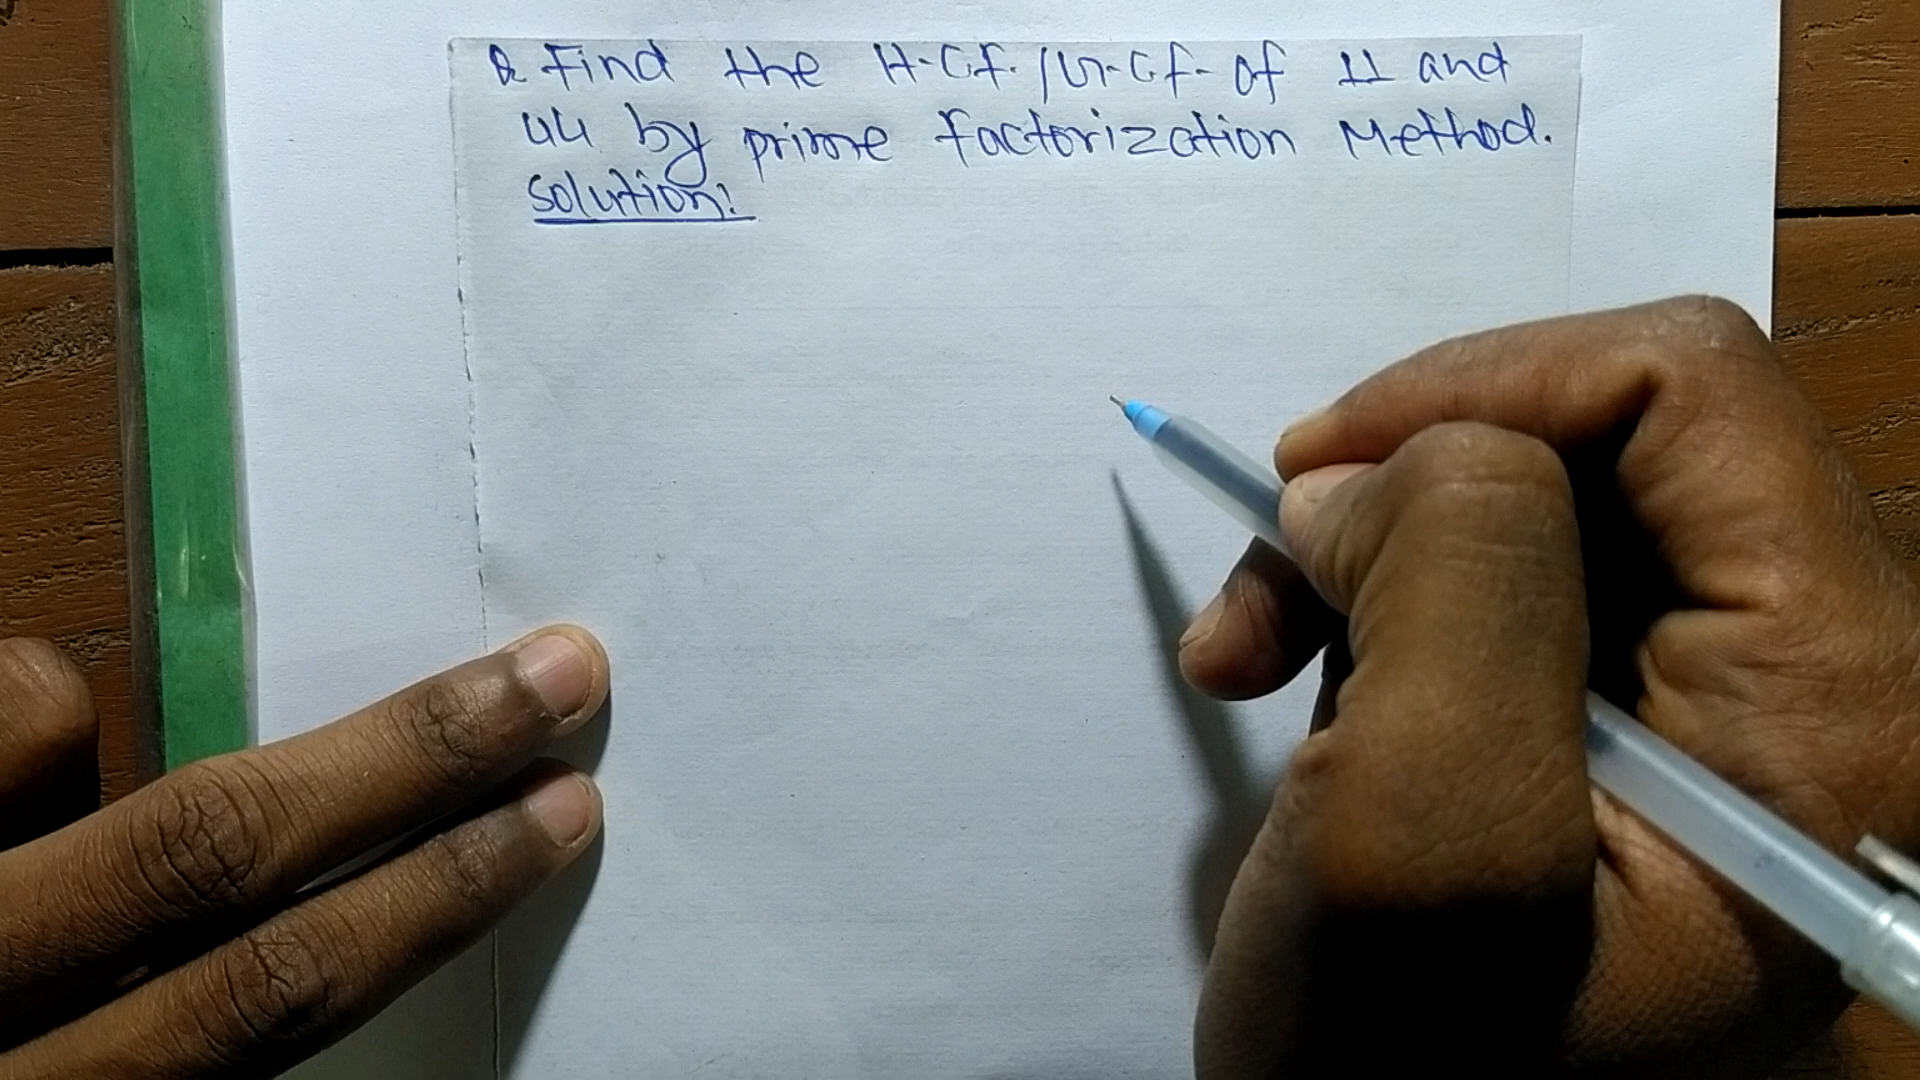 Q Find the H.C.F. / G.C.F. of 11 and
44 by prime factorization Method.
Solution: